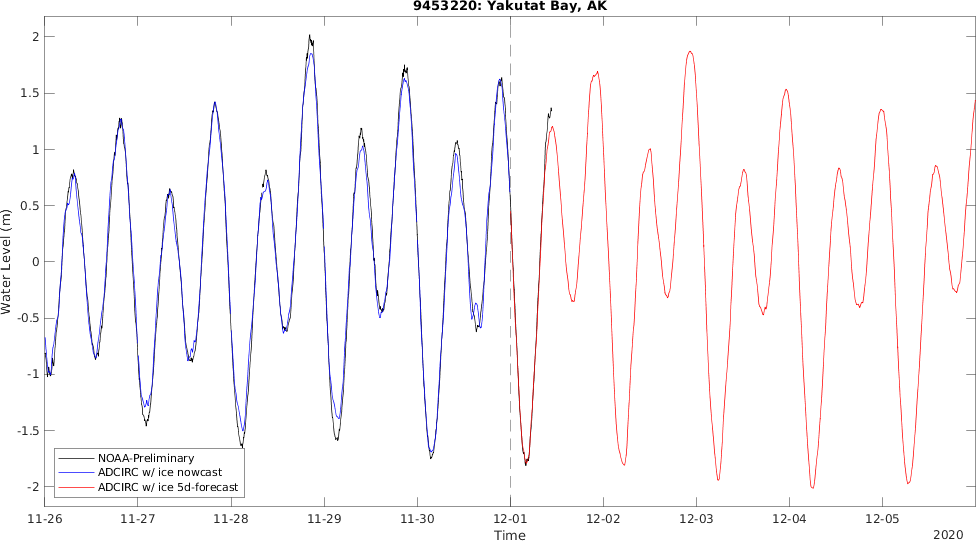 9453220: Yakutat Bay, AK
Water Level (m)
2
1.5
1
0.5
0
-0.5
-1
-1.5
-2
NOAA-Preliminary
ADCIRC w/ ice nowcast
ADCIRC w/ ice 5d-forecast
11-26 11-27 11-28 11-29 11-30 12-01 12-02 12-03 12-04 12-05
Time
2020